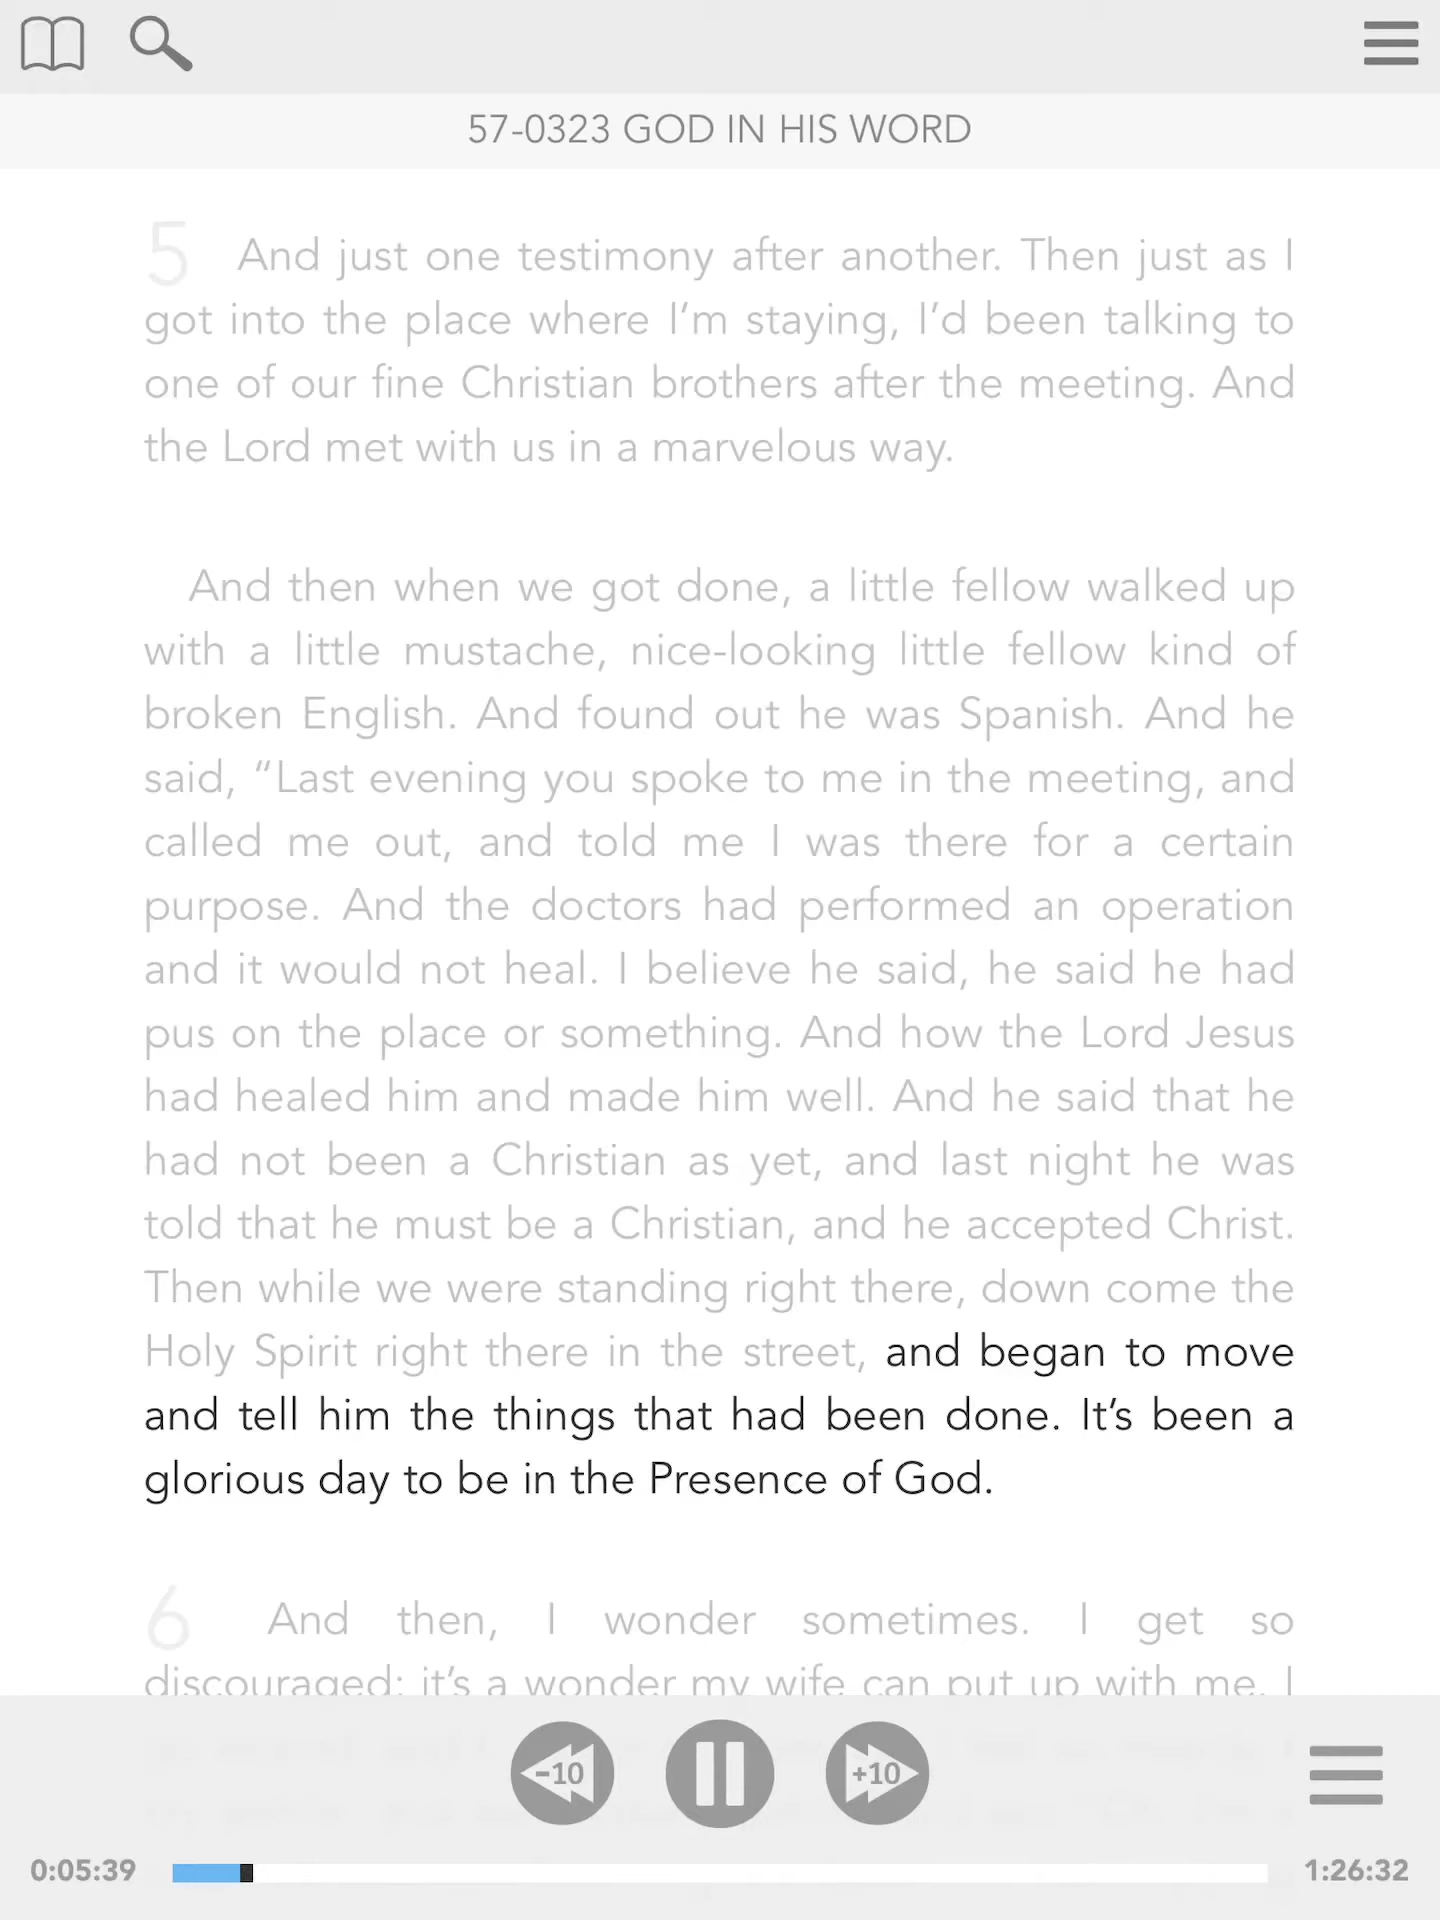 57-0323 GOD IN HIS WORD
5 And just one testimony after another. Then just as I
got into the place where I’m staying, I’d been talking to
one of our fine Christian brothers after the meeting. And
the Lord met with us in a marvelous way.
And then when we got done, a little fellow walked up
with a little mustache, nice-looking little fellow kind of
broken English. And found out he was Spanish. And he
said, “Last evening you spoke to me in the meeting, and
called me out, and told me I was there for a certain
purpose. And the doctors had performed an operation
and it would not heal. I believe he said, he said he had
pus on the place or something. And how the Lord Jesus
had healed him and made him well. And he said that he
had not been a Christian as yet, and last night he was
told that he must be a Christian, and he accepted Christ.
Then while we were standing right there, down come the
Holy Spirit right there in the street, and began to move
and tell him the things that had been done. It’s been a
glorious day to be in the Presence of God.
6 And then, I wonder sometimes. I get so
discouraged; it’s a wonder my wife can put up with me. I
-10 +10
0:05:39 1:26:32